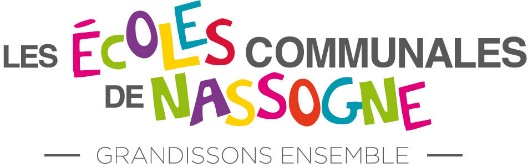 LES ÉCOLES COMMUNALES
DE NASSOGNE
GRANDISSONS ENSEMBLE